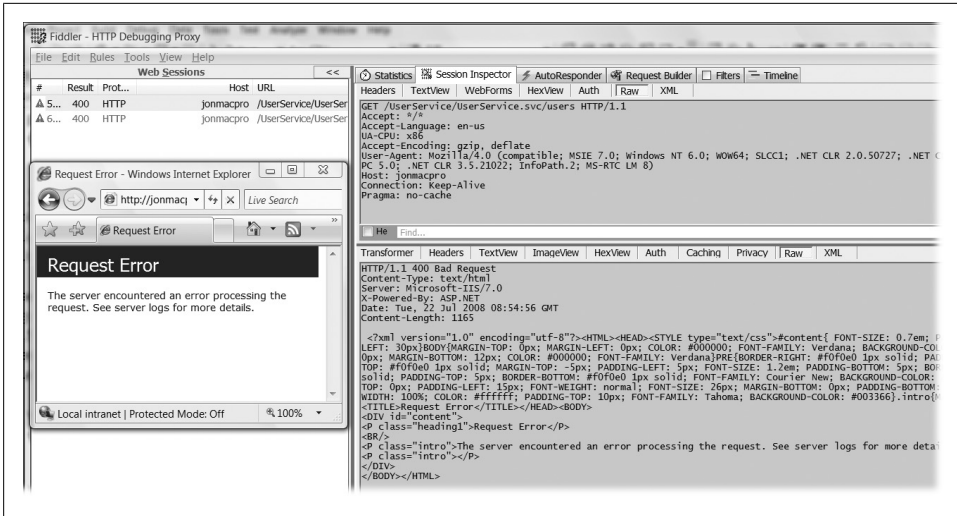 Fiddler - HTTP Debugging Proxy
File Edit Rules Tools View Help
Web Sessions <<
# Result Prot... Host URL
5... 400 HTTP jonmacpro /UserService/UserSer
6... 400 HTTP jonmacpro /UserService/UserSer
Request Error - Windows Internet Explorer
http://jonmac Live Search
Request Error
Request Error
The server encountered an error processing the
request. See server logs for more details.
Local intranet | Protected Mode: Off 100%
Statistics Session Inspector AutoResponder Request Builder Filters Timeline
Headers TextView WebForms HexView Auth Raw XML
GET /UserService/UserService.svc/users HTTP/1.1
Accept: */*
Accept-Language: en-us
UA-CPU: x86
Accept-Encoding: gzip, deflate
User-Agent: Mozilla/4.0 (compatible; MSIE 7.0; Windows NT 6.0; WOW64; SLCC1; .NET CLR 2.0.50727; .NET C
PC 5.0; .NET CLR 3.5.21022; InfoPath.2; MS-RTC LM 8)
Host: jonmacpro
Connection: Keep-Alive
Pragma: no-cache
He Find...
Transformer Headers TextView ImageView HexView Auth Caching Privacy Raw XML
HTTP/1.1 400 Bad Request
Content-Type: text/html
Server: Microsoft-IIS/7.0
X-Powered-By: ASP.NET
Date: Tue, 22 Jul 2008 08:54:56 GMT
Content-Length: 1165
<?xml version="1.0" encoding="utf-8"?><HTML><HEAD><STYLE type="text/css">#content{ FONT-SIZE: 0.7em;
LEFT: 30px}BODY{MARGIN-TOP: 0px; MARGIN-LEFT: 0px; COLOR: #000000; FONT-FAMILY: Verdana; BACKGROUND-COL
0px; MARGIN-BOTTOM: 12px; COLOR: #000000; FONT-FAMILY: Verdana}PRE{BORDER-RIGHT: #f0f0e0 1px solid; PAD
TOP: #f0f0e0 1px solid; MARGIN-TOP: -5px; PADDING-LEFT: 5px; FONT-SIZE: 1.2em; PADDING-BOTTOM: 5px; BOR
solid; PADDING-TOP: 5px; BORDER-BOTTOM: #f0f0e0 1px solid; FONT-FAMILY: Courier New; BACKGROUND-COLOR:
TOP: 0px; PADDING-LEFT: 15px; FONT-WEIGHT: normal; FONT-SIZE: 26px; MARGIN-BOTTOM: 0px; PADDING-BOTTOM:
WIDTH: 100%; COLOR: #ffffff; PADDING-TOP: 10px; FONT-FAMILY: Tahoma; BACKGROUND-COLOR: #003366}.intro{
<TITLE>Request Error</TITLE></HEAD><BODY>
<DIV id="content">
<P class="heading1">Request Error</P>
<BR/>
<P class="intro">The server encountered an error processing the request. See server logs for more detai
<P class="intro"></P>
</DIV>
</BODY></HTML>